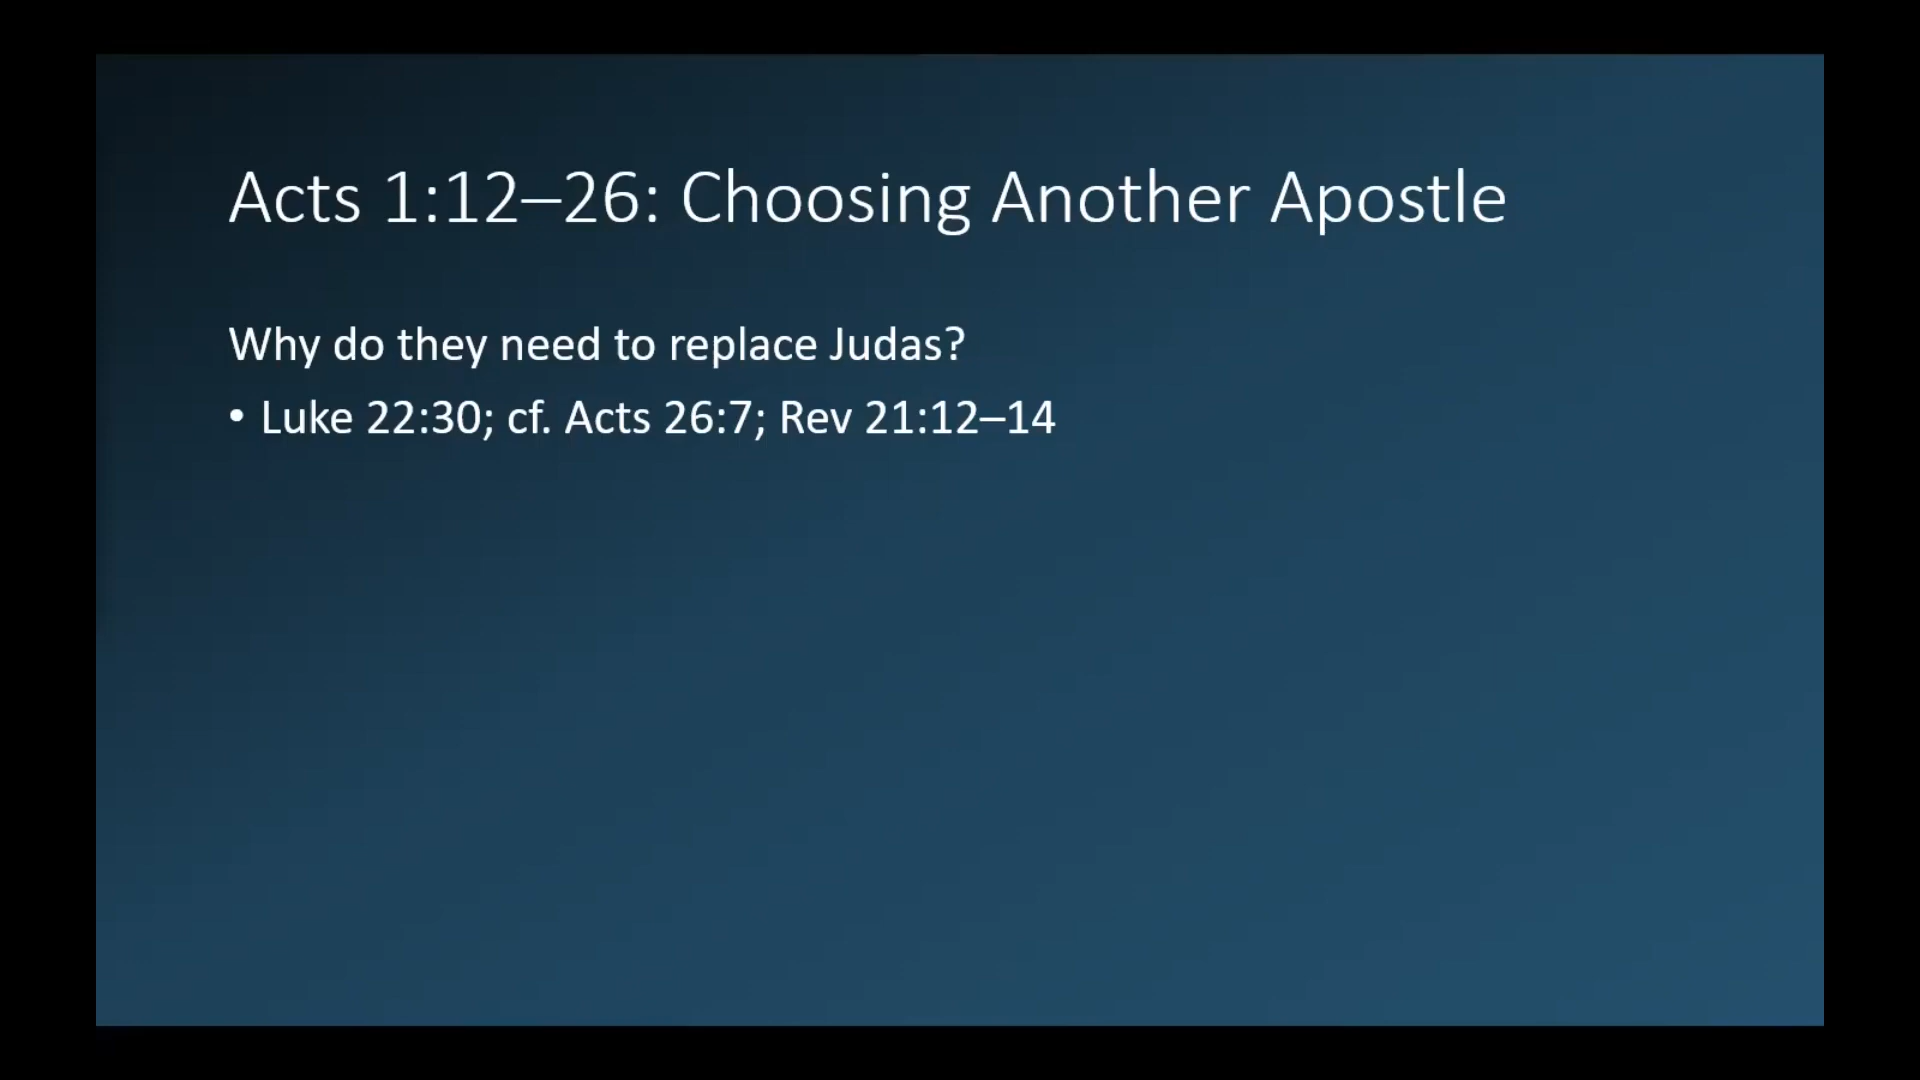 Acts 1:12–26: Choosing Another Apostle
Why do they need to replace Judas?
• Luke 22:30; cf. Acts 26:7; Rev 21:12–14